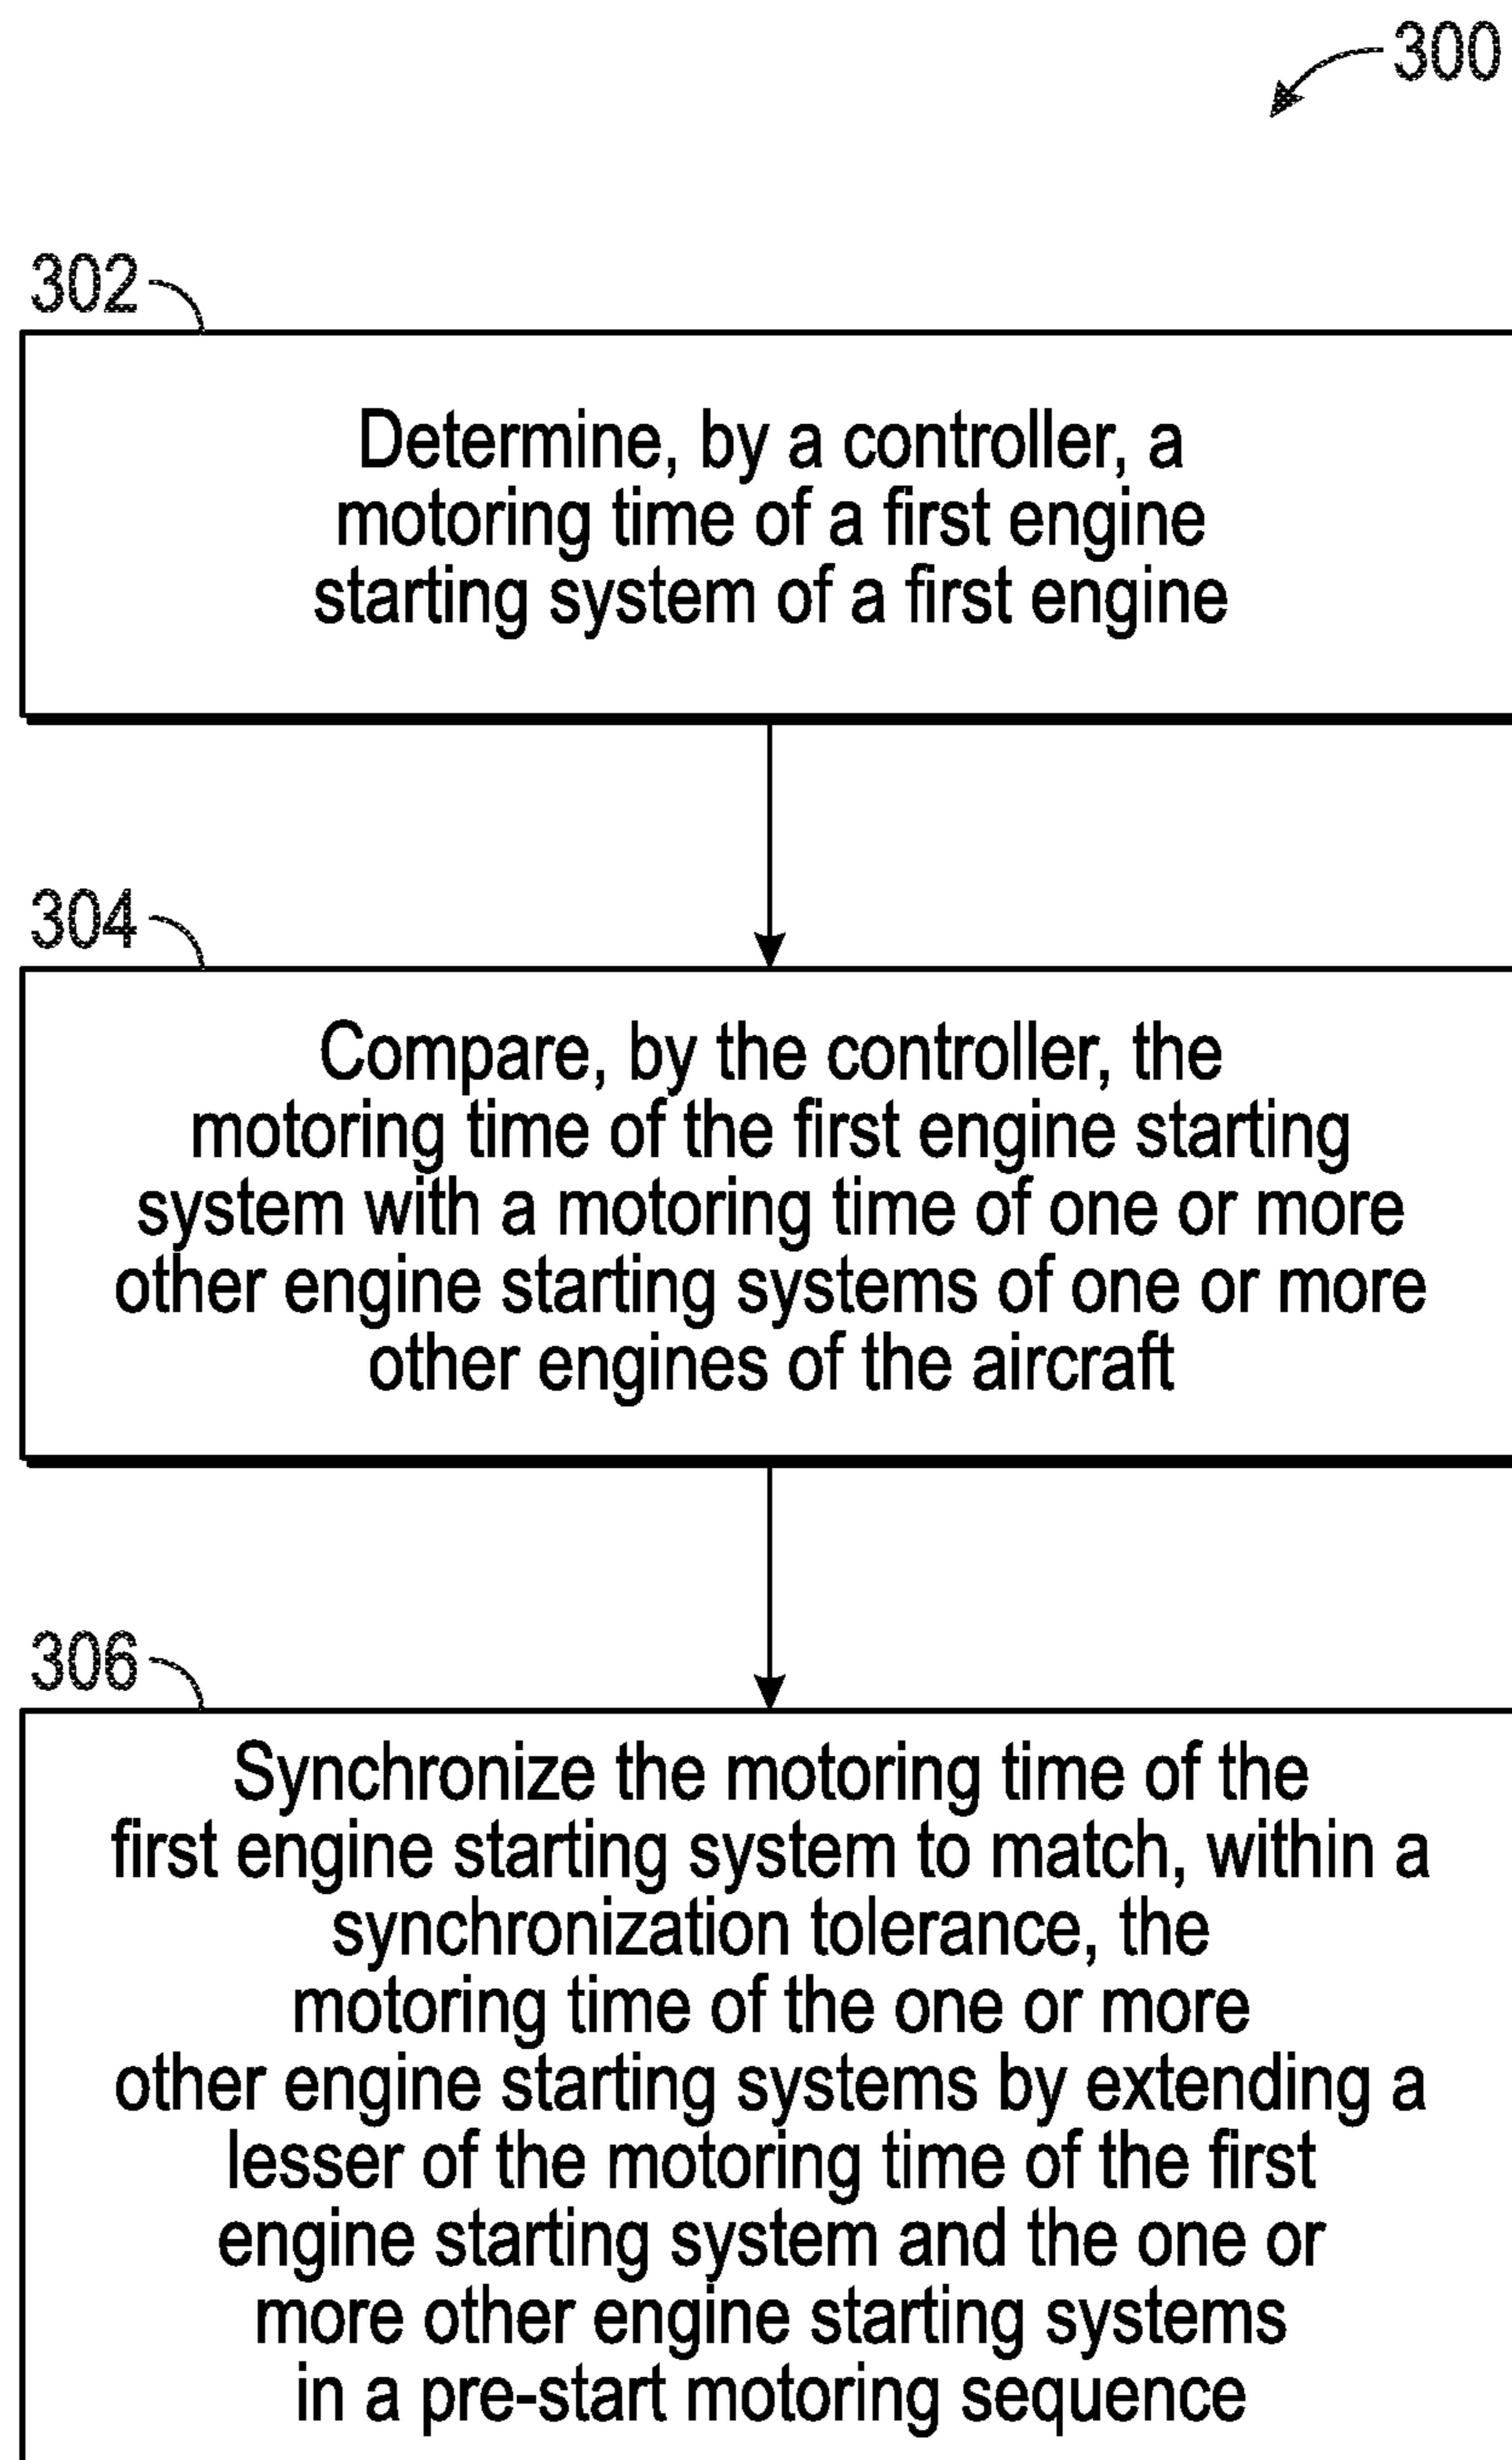 300
302
Determine, by a controller, a
motoring time of a first engine
starting system of a first engine
304
Compare, by the controller, the
motoring time of the first engine starting
system with a motoring time of one or more
other engine starting systems of one or more
other engines of the aircraft
306
Synchronize the motoring time of the
first engine starting system to match, within a
synchronization tolerance, the
motoring time of the one or more
other engine starting systems by extending a
lesser of the motoring time of the first
engine starting system and the one or
more other engine starting systems
in a pre-start motoring sequence